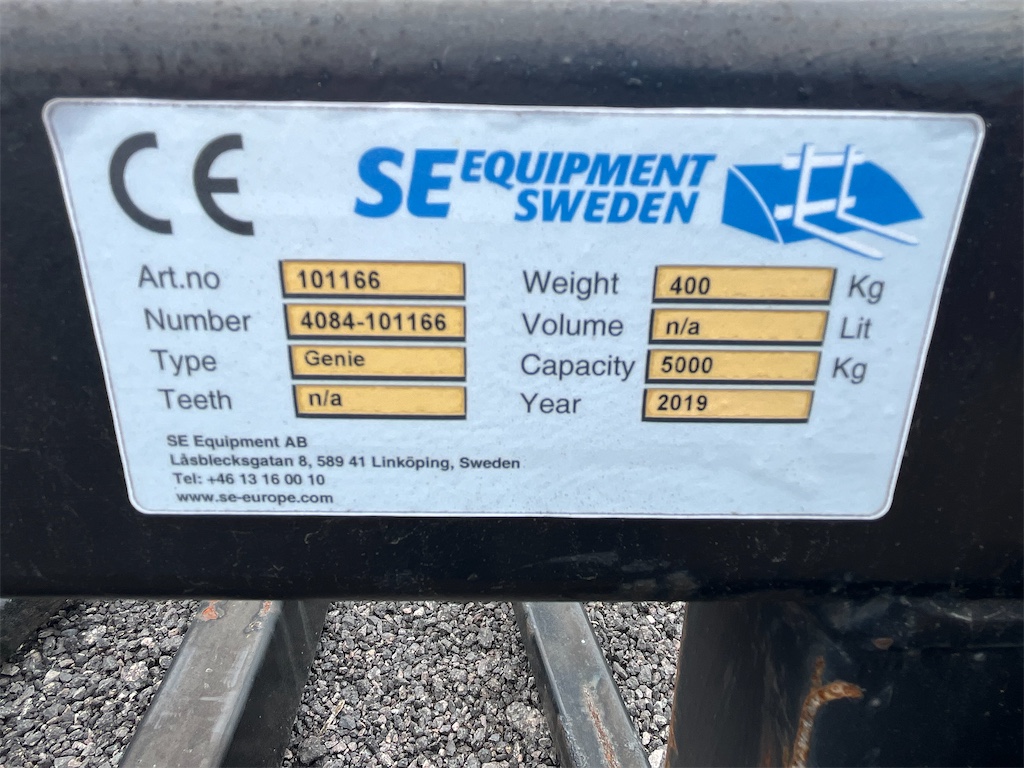 CE
SE EQUIPMENT
SWEDEN
Art.no 101166
Number 4084-101166
Type Genie
Teeth n/a
Weight 400 Kg
Volume n/a Lit
Capacity 5000 Kg
Year 2019
SE Equipment AB
Låsblecksgatan 8, 589 41 Linköping, Sweden
Tel: +46 13 16 00 10
www.se-europe.com